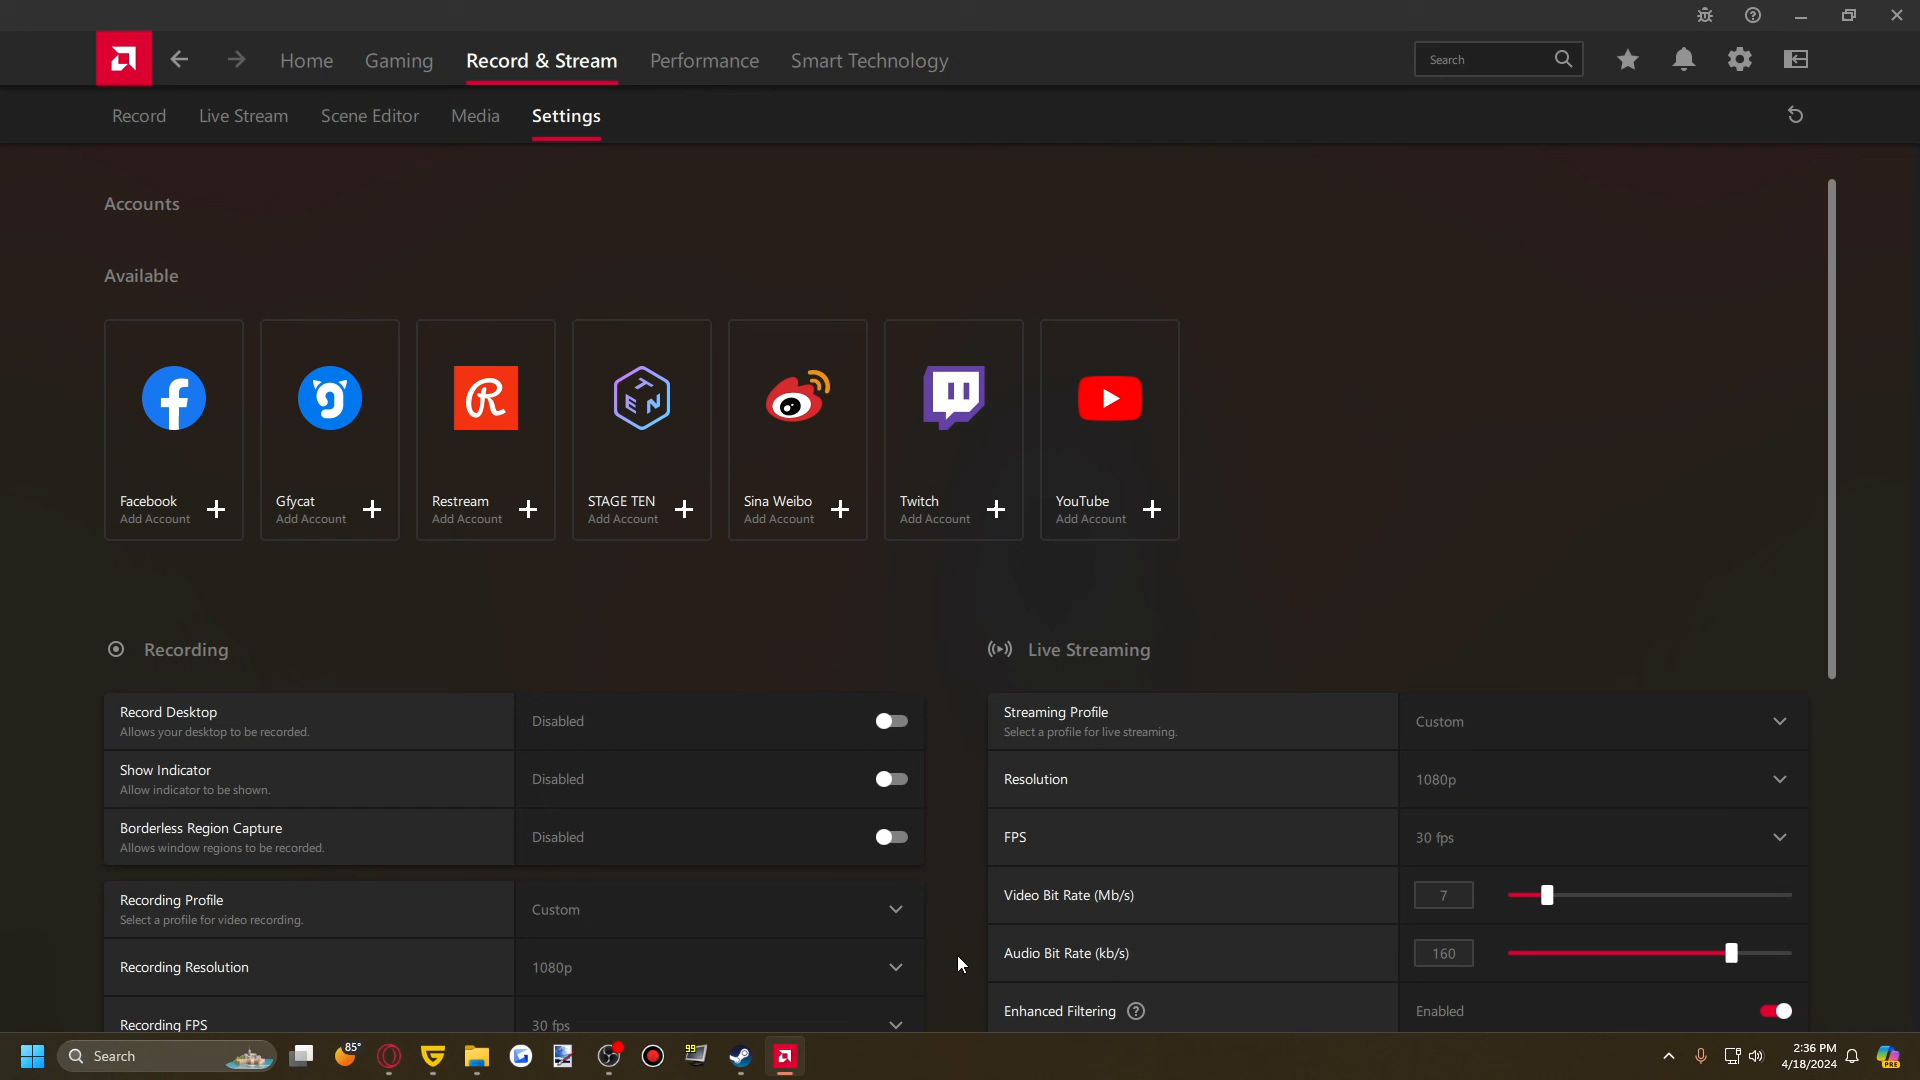 Home Gaming Record & Stream Performance Smart Technology Search
Record Live Stream Scene Editor Media Settings
Accounts
Available
TEN
Facebook Gfycat Restream STAGE TEN Sina Weibo Twitch YouTube
Add Account Add Account Add Account Add Account Add Account Add Account Add Account
Recording
Record Desktop Disabled
Allows your desktop to be recorded.
Show Indicator Disabled
Allow indicator to be shown.
Borderless Region Capture Disabled
Allows window regions to be recorded.
Recording Profile Custom
Select a profile for video recording.
Recording Resolution 1080p
Recording FPS 30 fps
Live Streaming
Streaming Profile Custom
Select a profile for live streaming.
Resolution 1080p
FPS 30 fps
Video Bit Rate (Mb/s) 7
Audio Bit Rate (kb/s) 160
Enhanced Filtering ? Enabled
Search 85° 99 2:36 PM
4/18/2024
PRE